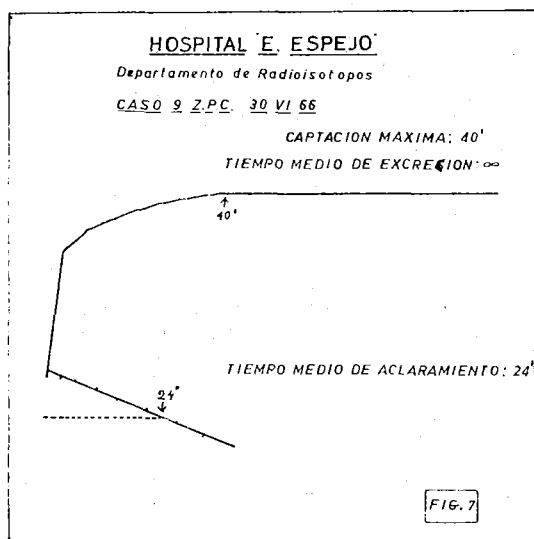 HOSPITAL "E. ESPEJO"
Departamento de Radioisotopos
CASO 9 Z.P.C. 30 VI 66
CAPTACION MAXIMA: 40'
TIEMPO MEDIO DE EXCRECION: ∞
40'
TIEMPO MEDIO DE ACLARAMIENTO: 24'
24'
FIG. 7